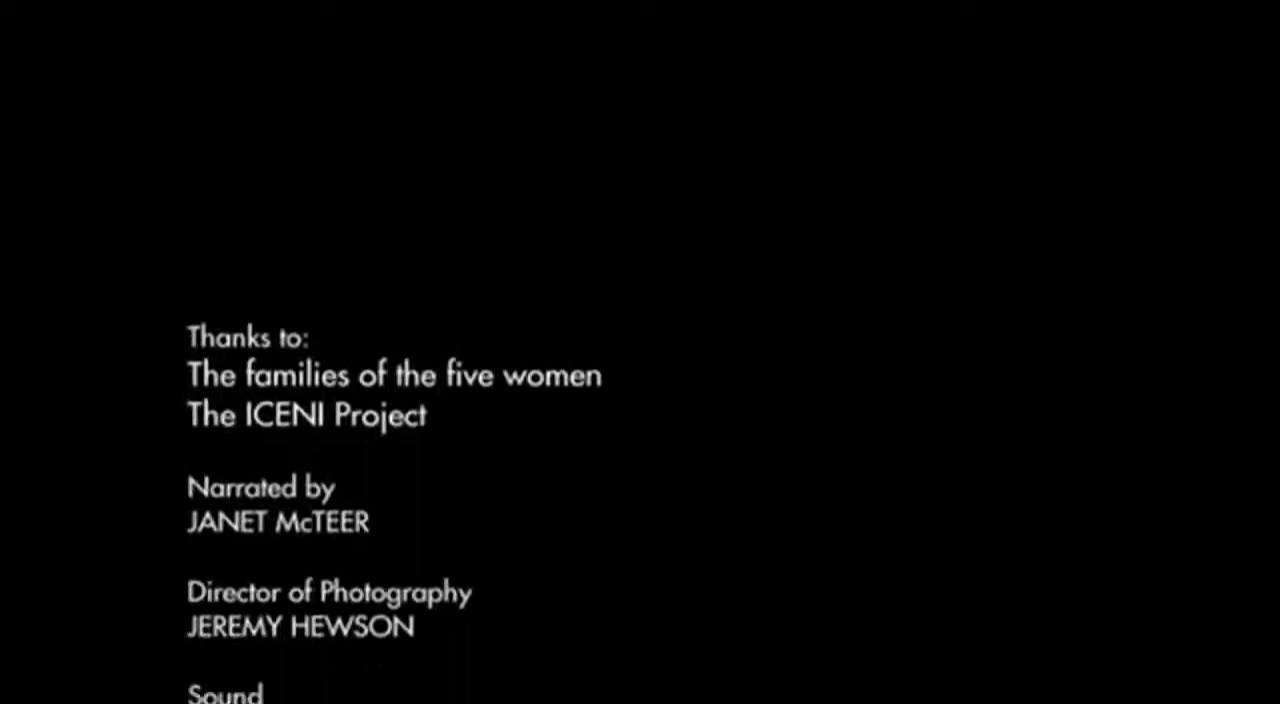 Thanks to:
The families of the five women
The ICENI Project
Narrated by
JANET McTEER
Director of Photography
JEREMY HEWSON
Sound